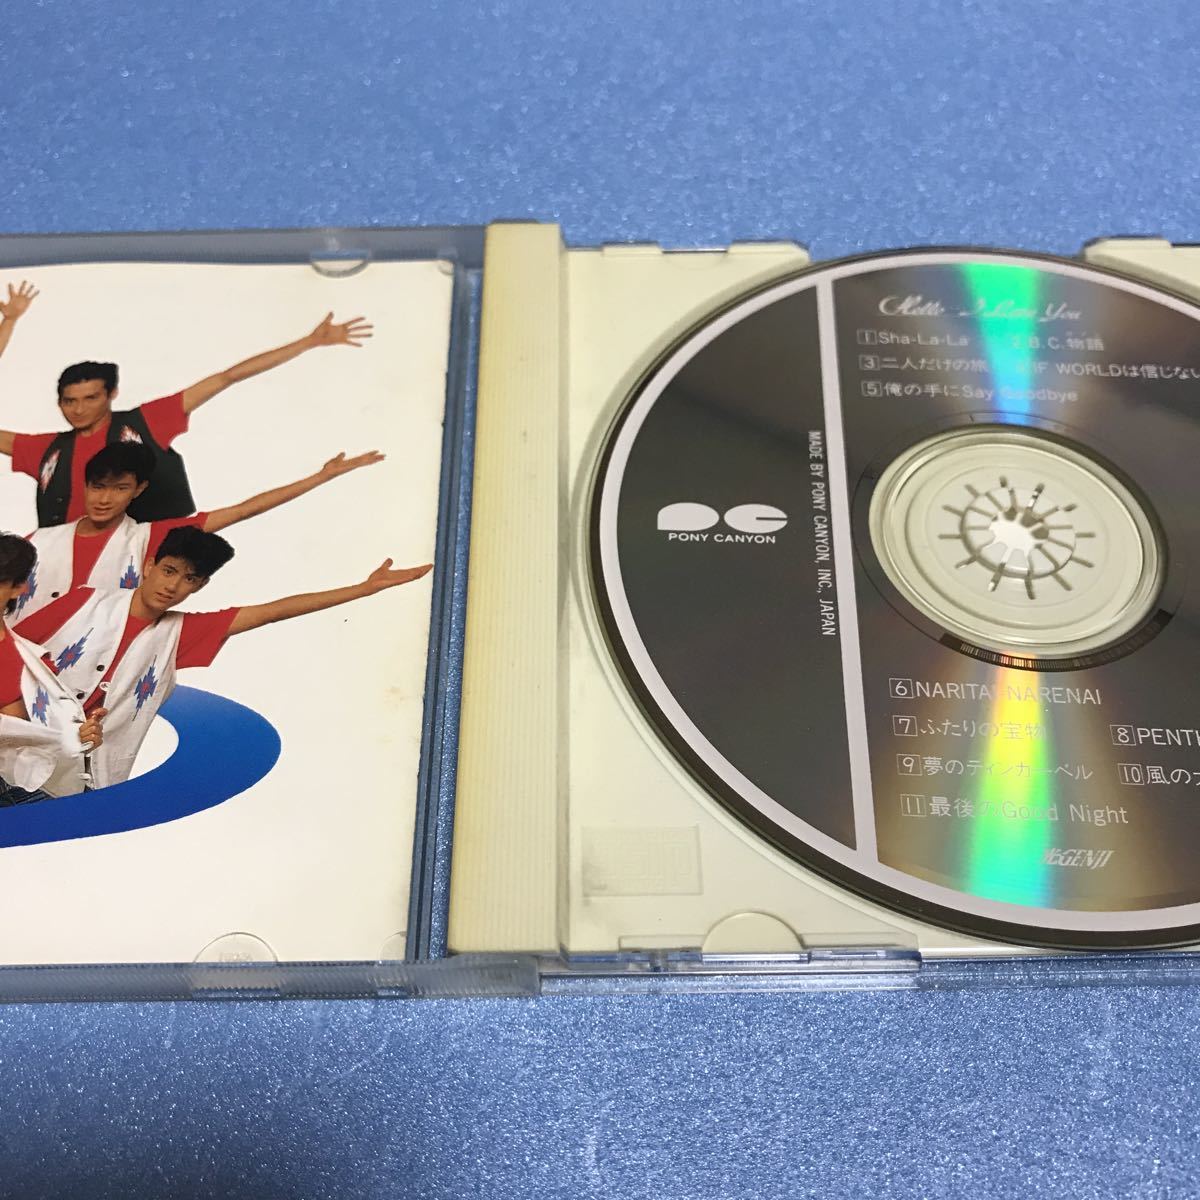 Hello I Love You
1 Sha-La-La 2 B.C.物語
3 二人だけの旅 4 IF WORLDは信じない
5 俺の手にSay Goodbye
PONY CANYON
MADE BY PONY CANYON, INC., JAPAN
6 NARITAI NARENAI
7 ふたりの宝物 8 PENTH
9 夢のティンカーベル 10 風の
11 最後のGood Night
光GENJI